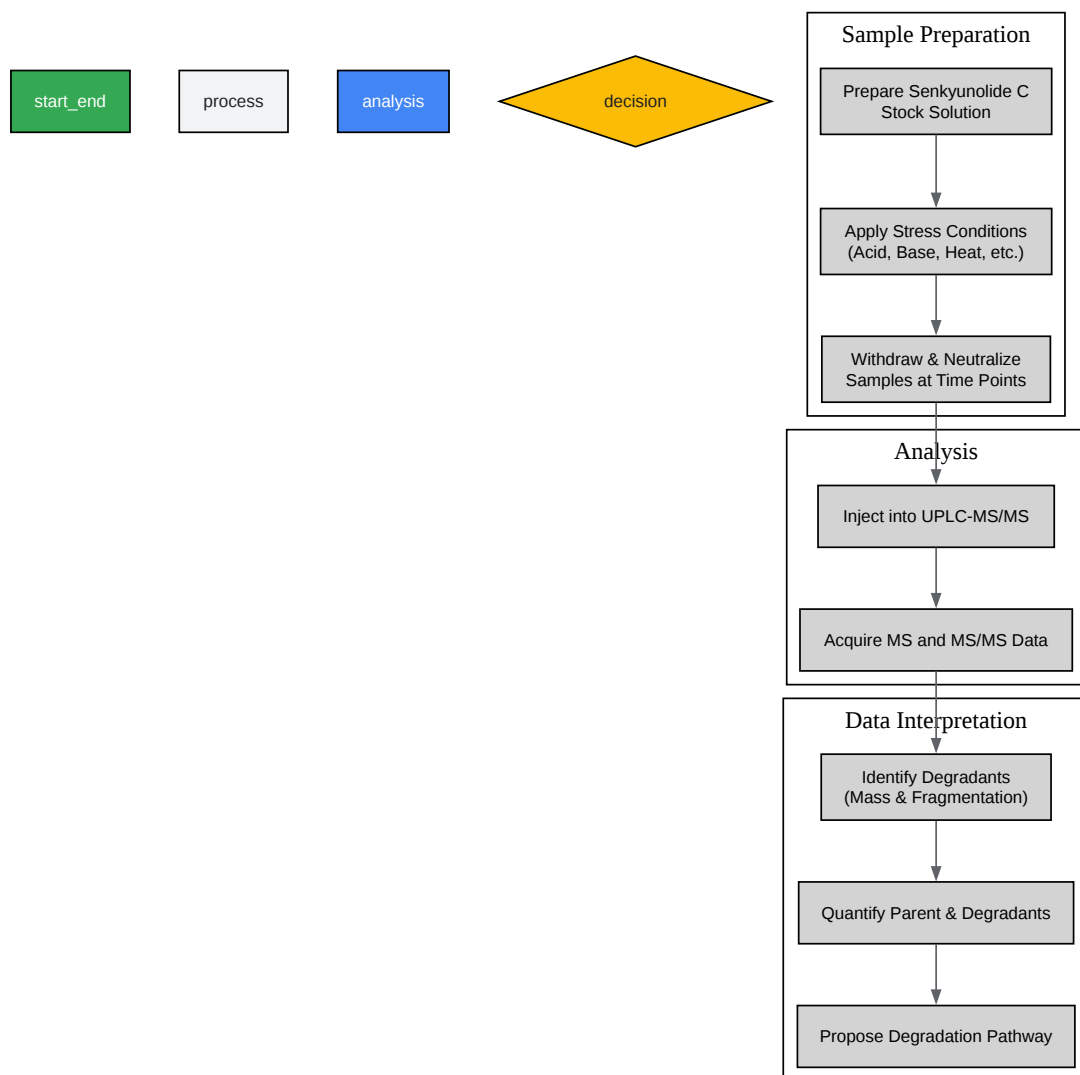 start_end
process
analysis
decision
Sample Preparation
Prepare Senkyunolide C
Stock Solution
Apply Stress Conditions
(Acid, Base, Heat, etc.)
Withdraw & Neutralize
Samples at Time Points
Analysis
Inject into UPLC-MS/MS
Acquire MS and MS/MS Data
Data Interpretation
Identify Degradants
(Mass & Fragmentation)
Quantify Parent & Degradants
Propose Degradation Pathway